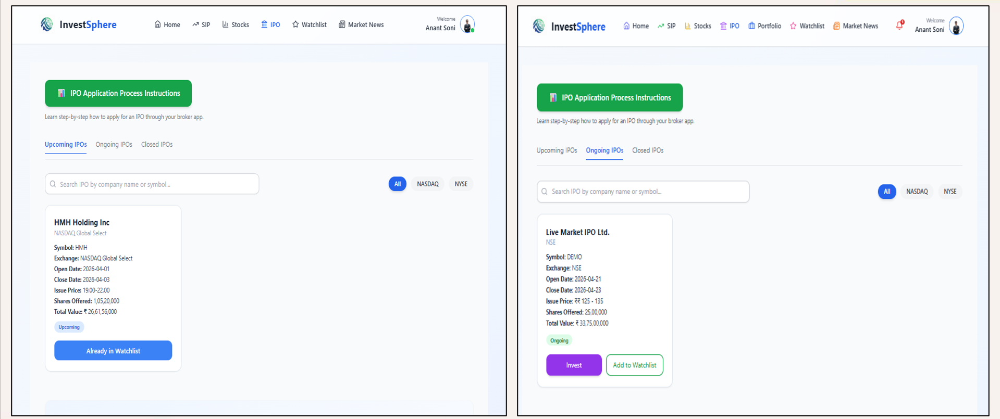 InvestSphere
Home SIP Stocks IPO Watchlist Market News
Welcome
Anant Soni
IPO Application Process Instructions
Learn step-by-step how to apply for an IPO through your broker app.
Upcoming IPOs Ongoing IPOs Closed IPOs
Search IPO by company name or symbol...
All NASDAQ NYSE
HMH Holding Inc
NASDAQ Global Select
Symbol: HMH
Exchange: NASDAQ Global Select
Open Date: 2026-04-01
Close Date: 2026-04-03
Issue Price: 19.00-22.00
Shares Offered: 1,05,20,000
Total Value: ₹ 26,61,56,000
Upcoming
Already in Watchlist
InvestSphere
Home SIP Stocks IPO Portfolio Watchlist Market News
Welcome
Anant Soni
IPO Application Process Instructions
Learn step-by-step how to apply for an IPO through your broker app.
Upcoming IPOs Ongoing IPOs Closed IPOs
Search IPO by company name or symbol...
All NASDAQ NYSE
Live Market IPO Ltd.
NSE
Symbol: DEMO
Exchange: NSE
Open Date: 2026-04-21
Close Date: 2026-04-23
Issue Price: ₹₹ 125 - 135
Shares Offered: 25,00,000
Total Value: ₹ 33,75,00,000
Ongoing
Invest Add to Watchlist